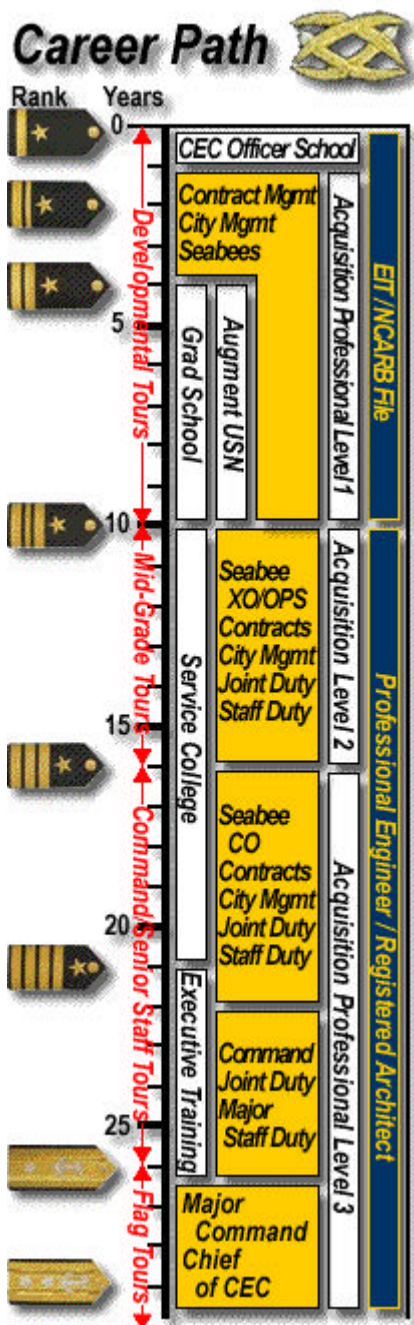 Career Path
Rank Years
0
5
10
15
20
25
Developmental Tours
Mid-Grade Tours
Command/Senior Staff Tours
Flag Tours
CEC Officer School
Contract Mgmt
City Mgmt
Seabees
Grad School
Augment USN
Acquisition Professional Level 1
EIT/NCARB File
Service College
Seabee
XO/OPS
Contracts
City Mgmt
Joint Duty
Staff Duty
Acquisition Level 2
Professional Engineer / Registered Architect
Seabee
CO
Contracts
City Mgmt
Joint Duty
Staff Duty
Acquisition Professional Level 3
Executive Training
Command
Joint Duty
Major
Staff Duty
Major
Command
Chief
of CEC